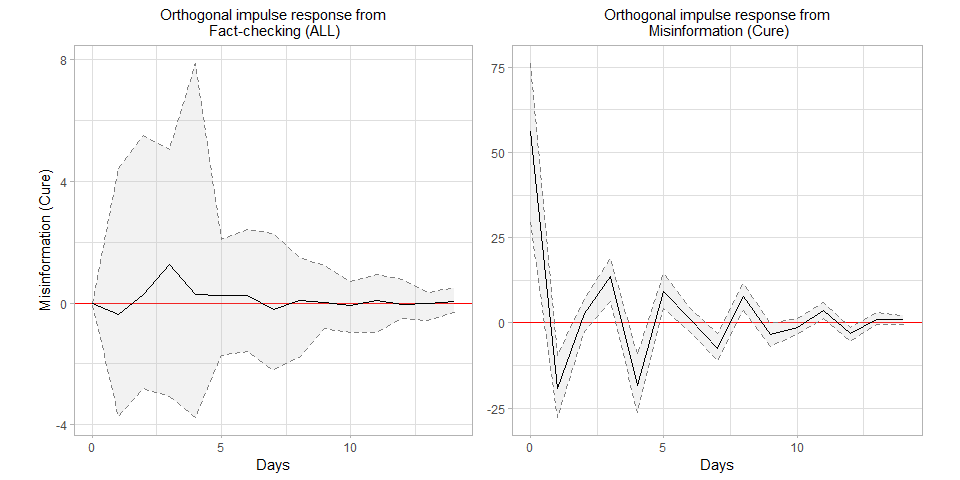 Orthogonal impulse response from
Fact-checking (ALL)
Misinformation (Cure)
8
4
0
-4
0
5
10
Days
Orthogonal impulse response from
Misinformation (Cure)
75
50
25
0
-25
0
5
10
Days